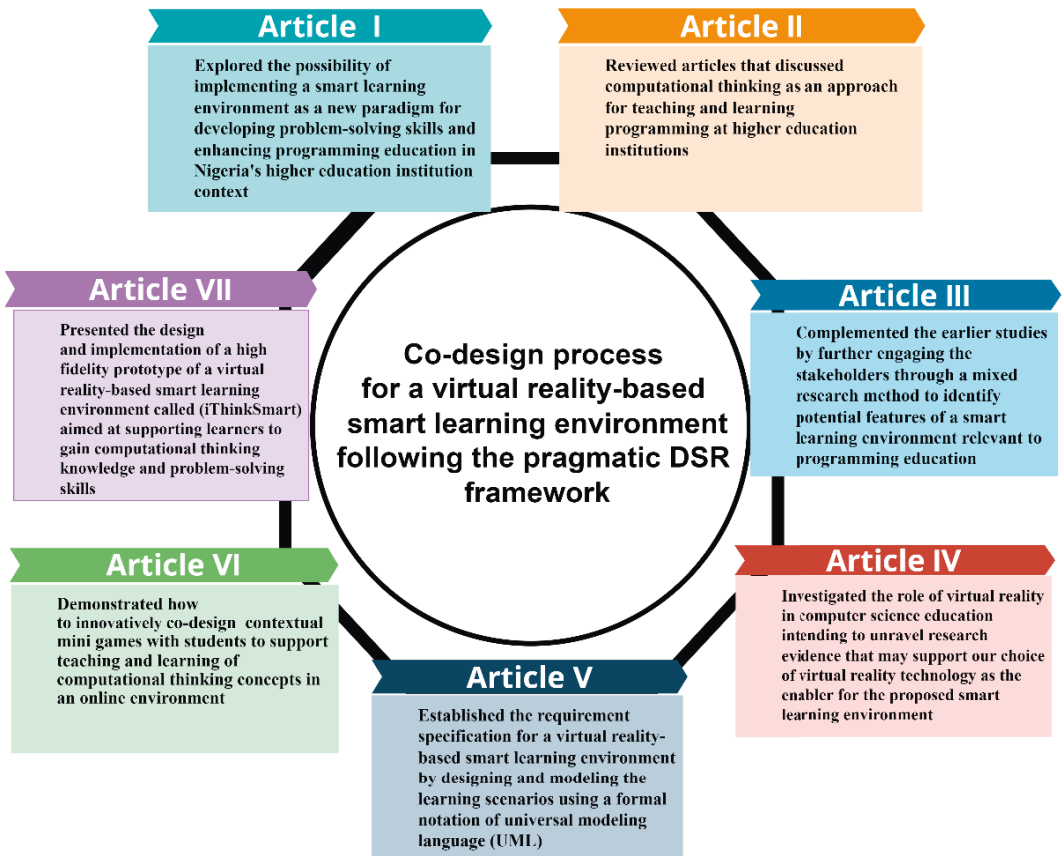 Article I
Explored the possibility of
implementing a smart learning
environment as a new paradigm for
developing problem-solving skills and
enhancing programming education in
Nigeria's higher education institution
context
Article II
Reviewed articles that discussed
computational thinking as an approach
for teaching and learning
programming at higher education
institutions
Article III
Complemented the earlier studies
by further engaging the
stakeholders through a mixed
research method to identify
potential features of a smart
learning environment relevant to
programming education
Article IV
Investigated the role of virtual reality
in computer science education
intending to unravel research
evidence that may support our choice
of virtual reality technology as the
enabler for the proposed smart
learning environment
Article V
Established the requirement
specification for a virtual reality-
based smart learning environment
by designing and modeling the
learning scenarios using a formal
notation of universal modeling
language (UML)
Article VI
Demonstrated how
to innovatively co-design contextual
mini games with students to support
teaching and learning of
computational thinking concepts in
an online environment
Article VII
Presented the design
and implementation of a high
fidelity prototype of a virtual
reality-based smart learning
environment called (iThinkSmart)
aimed at supporting learners to
gain computational thinking
knowledge and problem-solving
skills
Co-design process
for a virtual reality-based
smart learning environment
following the pragmatic DSR
framework